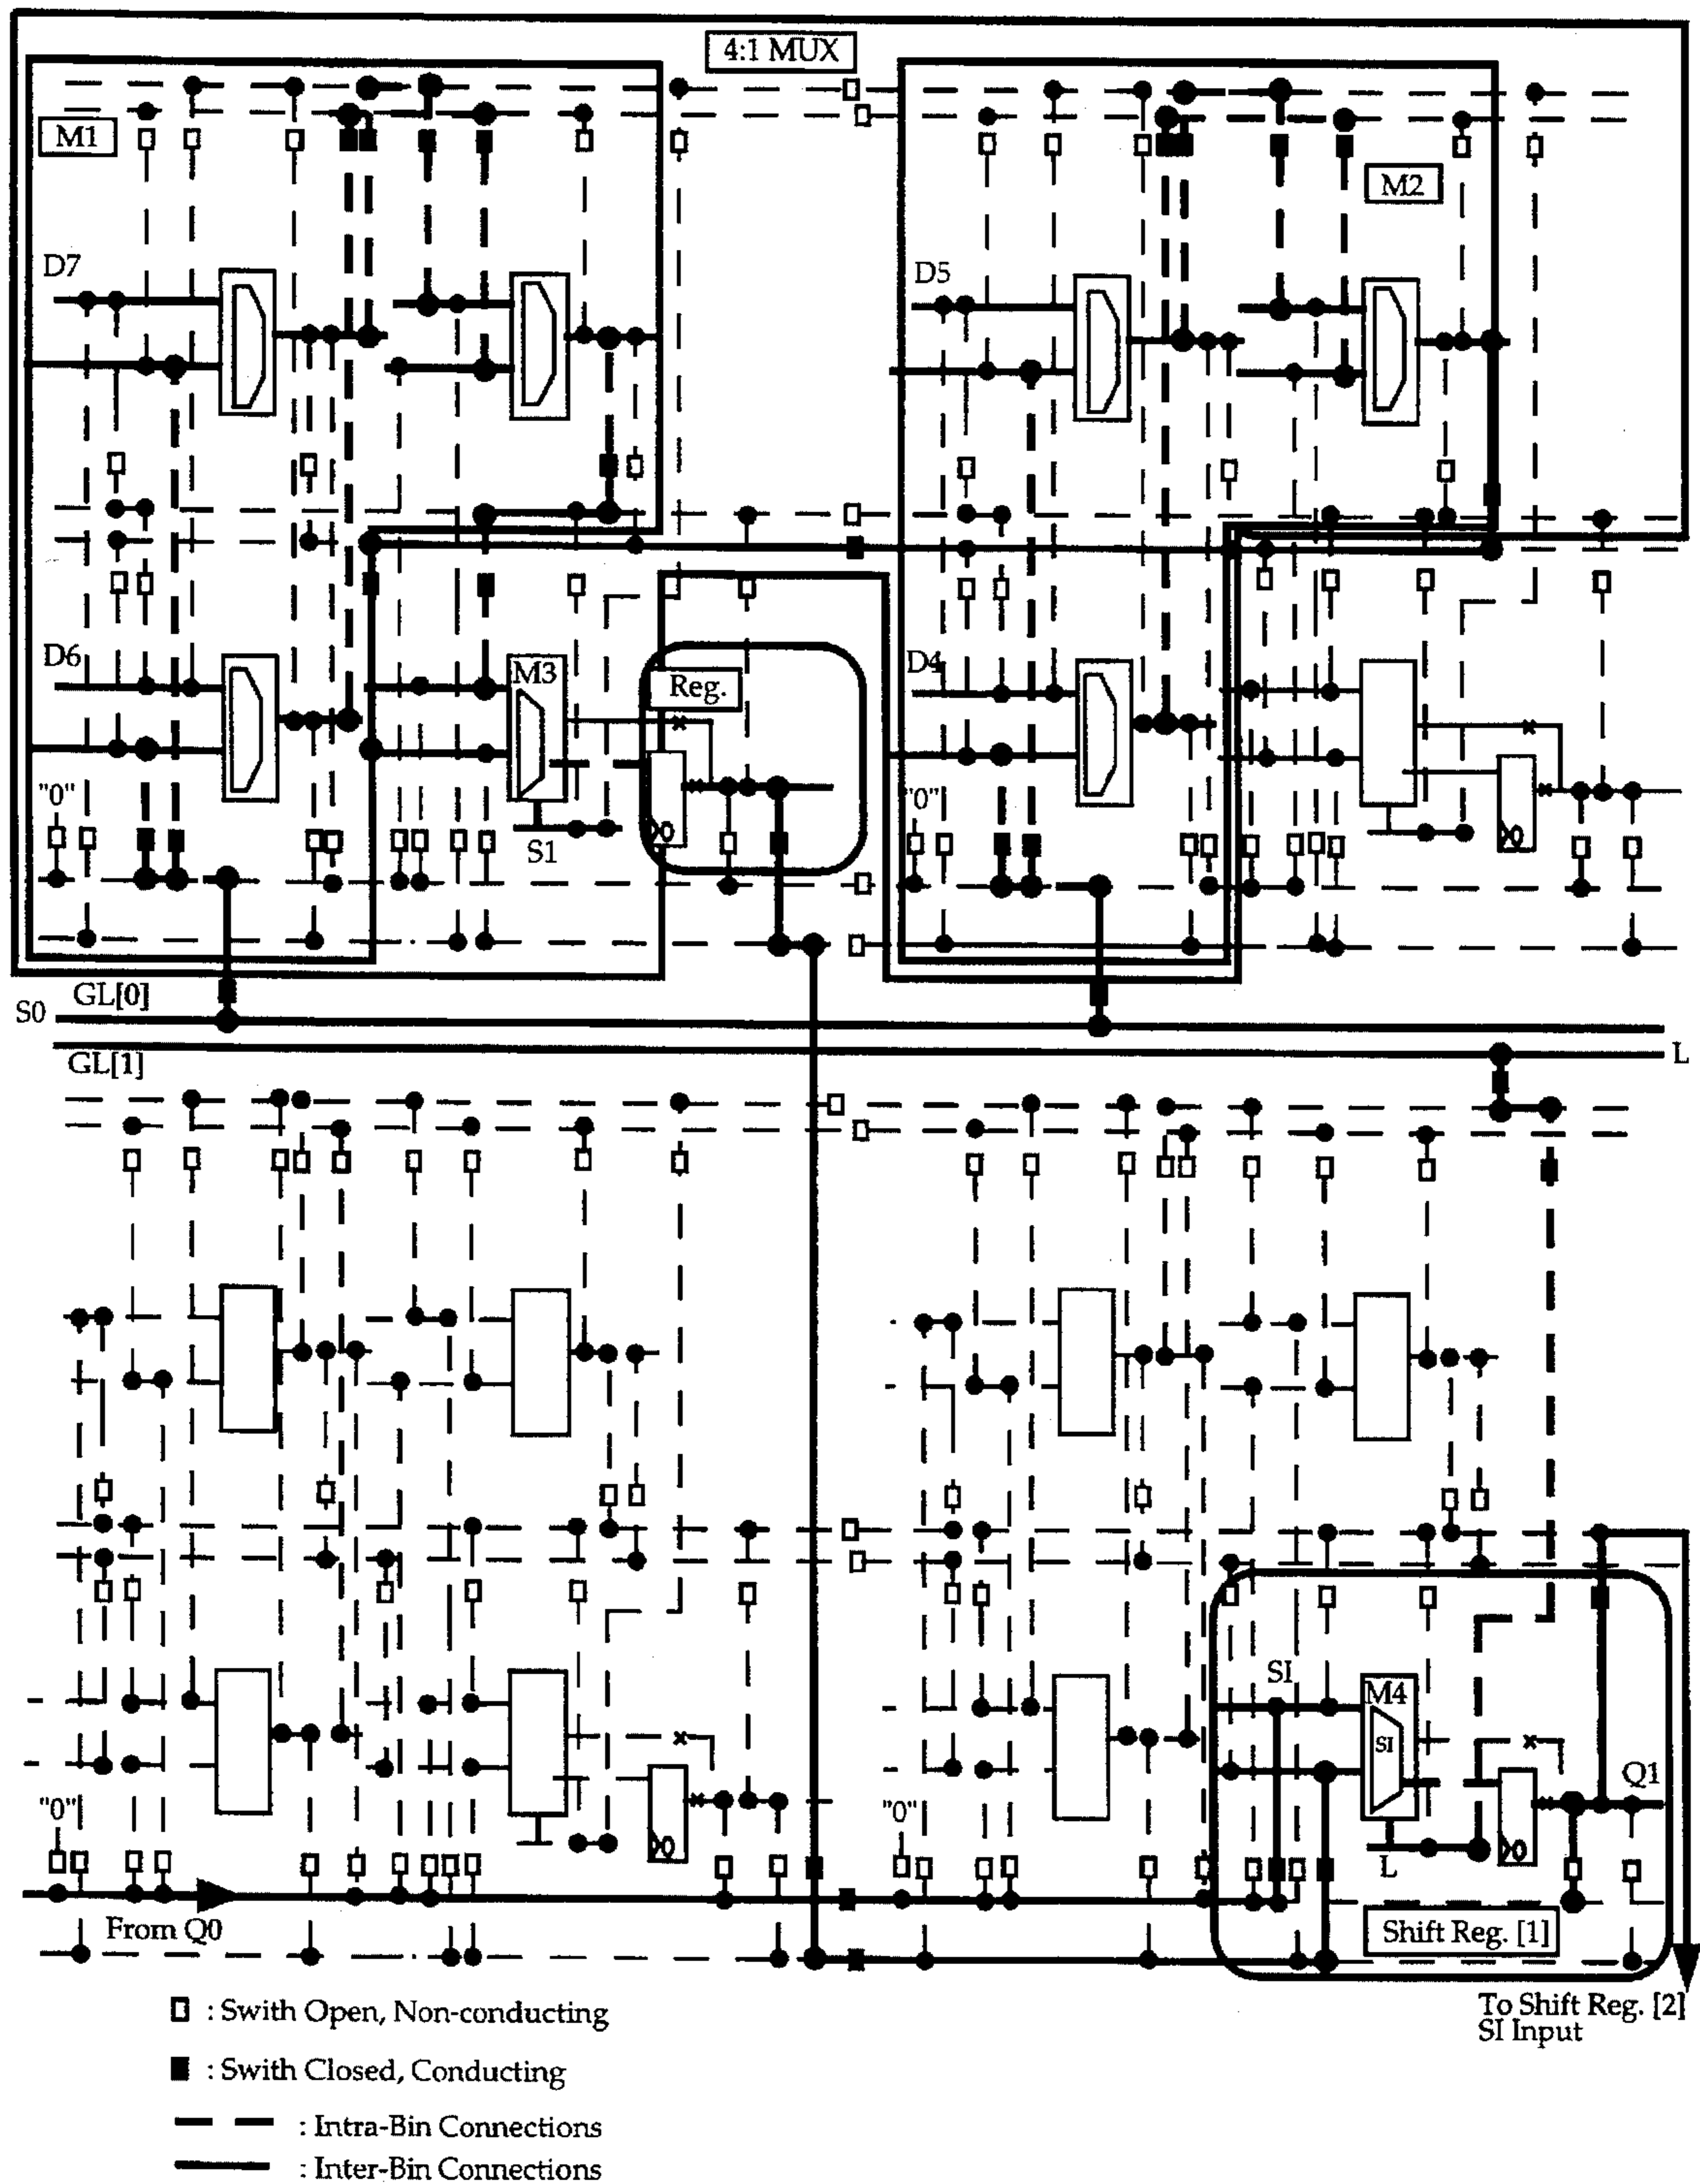 4:1 MUX
M1
M2
D7
D5
D6
M3
Reg.
D4
"0"
S1
"0"
GL[0]
S0
GL[1]
L
SI
M4
SI
Q1
"0"
"0"
L
From Q0
Shift Reg. [1]
: Swith Open, Non-conducting
To Shift Reg. [2]
SI Input
: Swith Closed, Conducting
: Intra-Bin Connections
: Inter-Bin Connections